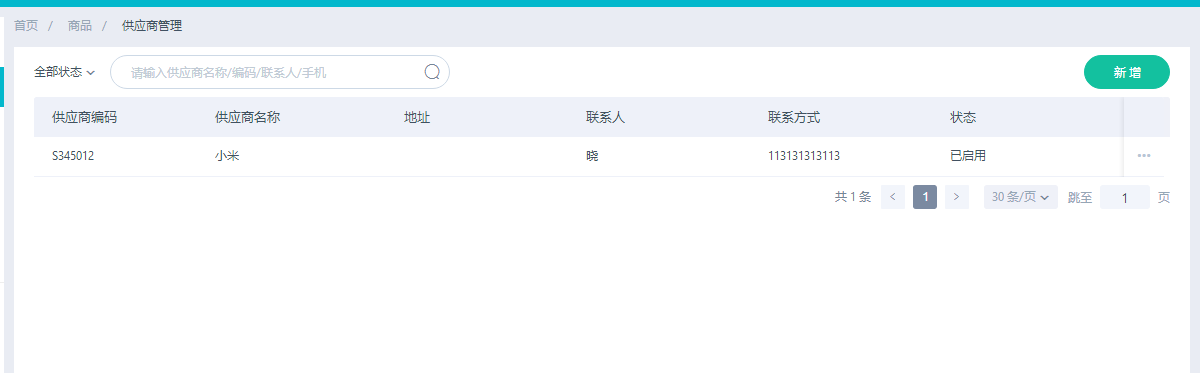 首页 / 商品 / 供应商管理
全部状态 请输入供应商名称/编码/联系人/手机 新增
供应商编码 供应商名称 地址 联系人 联系方式 状态
S345012 小米 晓 113131313113 已启用 •••
共 1 条 < 1 > 30 条/页 跳至 1 页